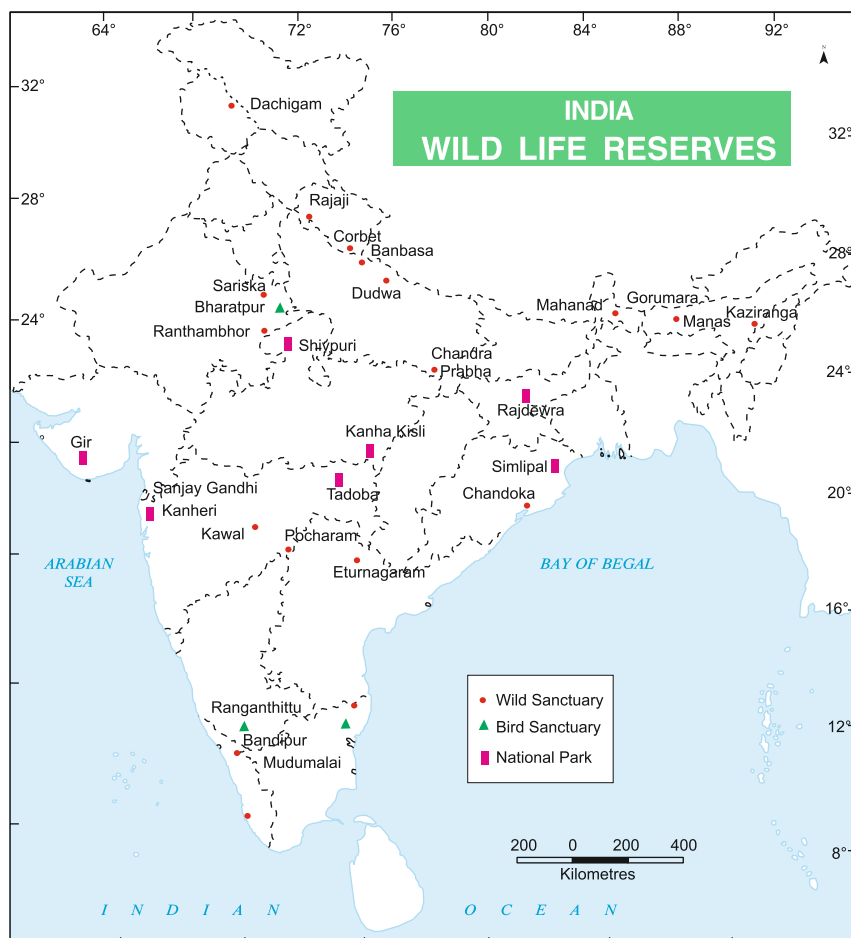 64°
72°
76°
80°
84°
88°
92°
N
32°
28°
24°
32°
28°
24°
20°
16°
12°
8°
INDIA
WILD LIFE RESERVES
Dachigam
Rajaji
Corbet
Banbasa
Dudwa
Sariska
Bharatpur
Ranthambhor
Shivpuri
Mahanad
Gorumara
Manas
Kaziranga
Chandra
Prabha
Rajdewra
Gir
Kanha Kisli
Simlipal
Sanjay Gandhi
Kanheri
Tadoba
Chandoka
Kawal
Pocharam
Eturnagaram
ARABIAN
SEA
BAY OF BEGAL
Ranganthittu
Bandipur
Mudumalai
Wild Sanctuary
Bird Sanctuary
National Park
200 0 200 400
Kilometres
INDIAN OCEAN